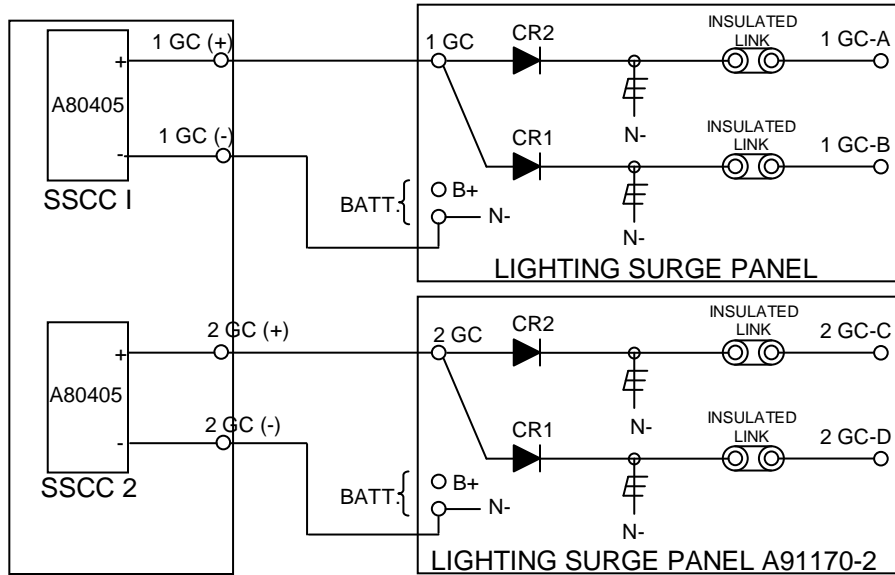 1 GC (+)
+
A80405
1 GC (-)
-
SSCC I
1 GC
CR2
INSULATED
LINK
1 GC-A
N-
CR1
INSULATED
LINK
1 GC-B
BATT.{
B+
N-
N-
LIGHTING SURGE PANEL
2 GC (+)
+
A80405
2 GC (-)
-
SSCC 2
2 GC
CR2
INSULATED
LINK
2 GC-C
N-
CR1
INSULATED
LINK
2 GC-D
BATT.{
B+
N-
N-
LIGHTING SURGE PANEL A91170-2